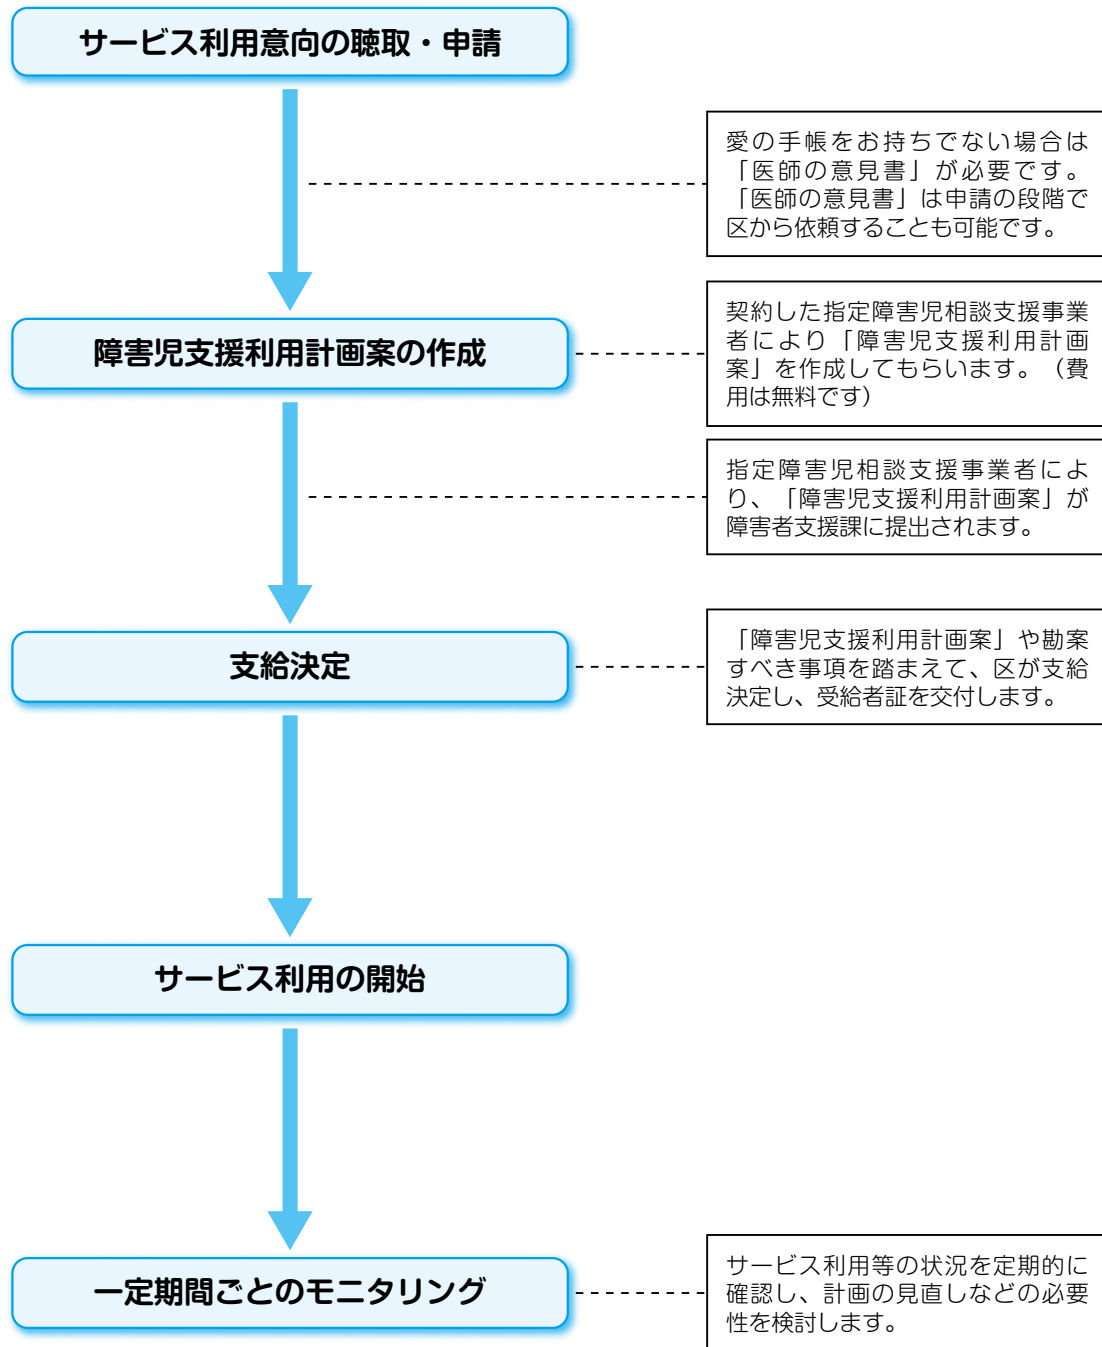 サービス利用意向の聴取・申請
愛の手帳をお持ちでない場合は
「医師の意見書」が必要です。
「医師の意見書」は申請の段階で
区から依頼することも可能です。
障害児支援利用計画案の作成
契約した指定障害児相談支援事業
者により「障害児支援利用計画
案」を作成してもらいます。（費
用は無料です）
指定障害児相談支援事業者によ
り、「障害児支援利用計画案」が
障害者支援課に提出されます。
支給決定
「障害児支援利用計画案」や勘案
すべき事項を踏まえて、区が支給
決定し、受給者証を交付します。
サービス利用の開始
一定期間ごとのモニタリング
サービス利用等の状況を定期的に
確認し、計画の見直しなどの必要
性を検討します。